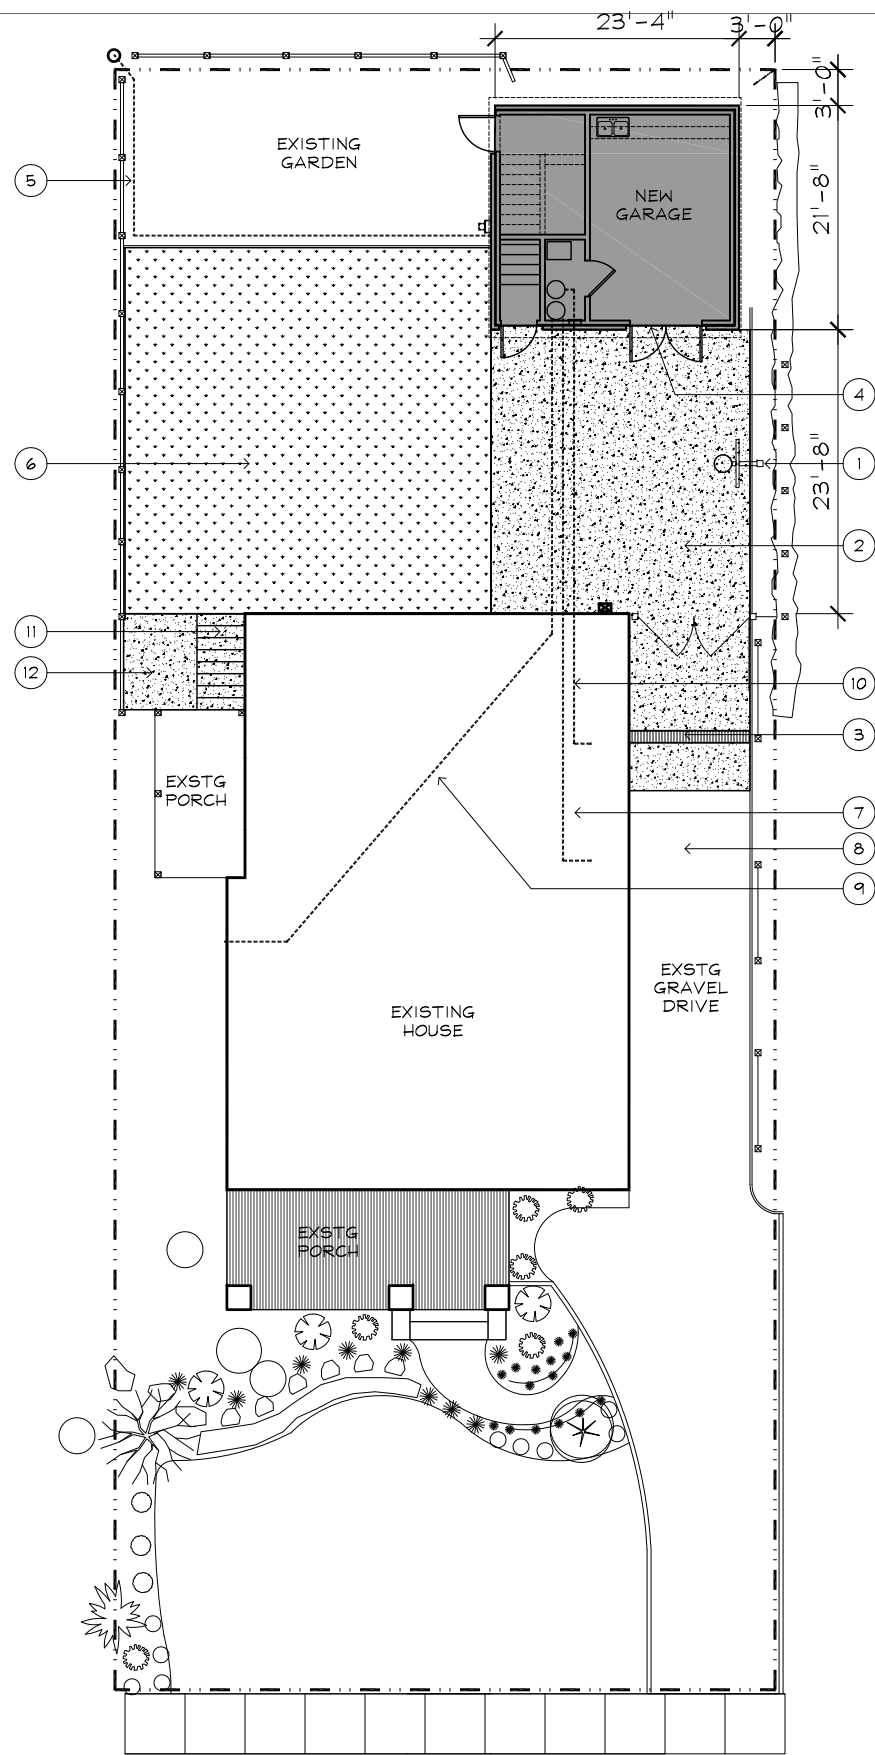 23'-4"
3'-0"
3'-0"
EXISTING
GARDEN
5
NEW
GARAGE
21'-8"
4
6
1
23'-8"
2
11
12
10
3
EXSTG
PORCH
7
8
9
EXSTG
GRAVEL
DRIVE
EXISTING
HOUSE
EXSTG
PORCH